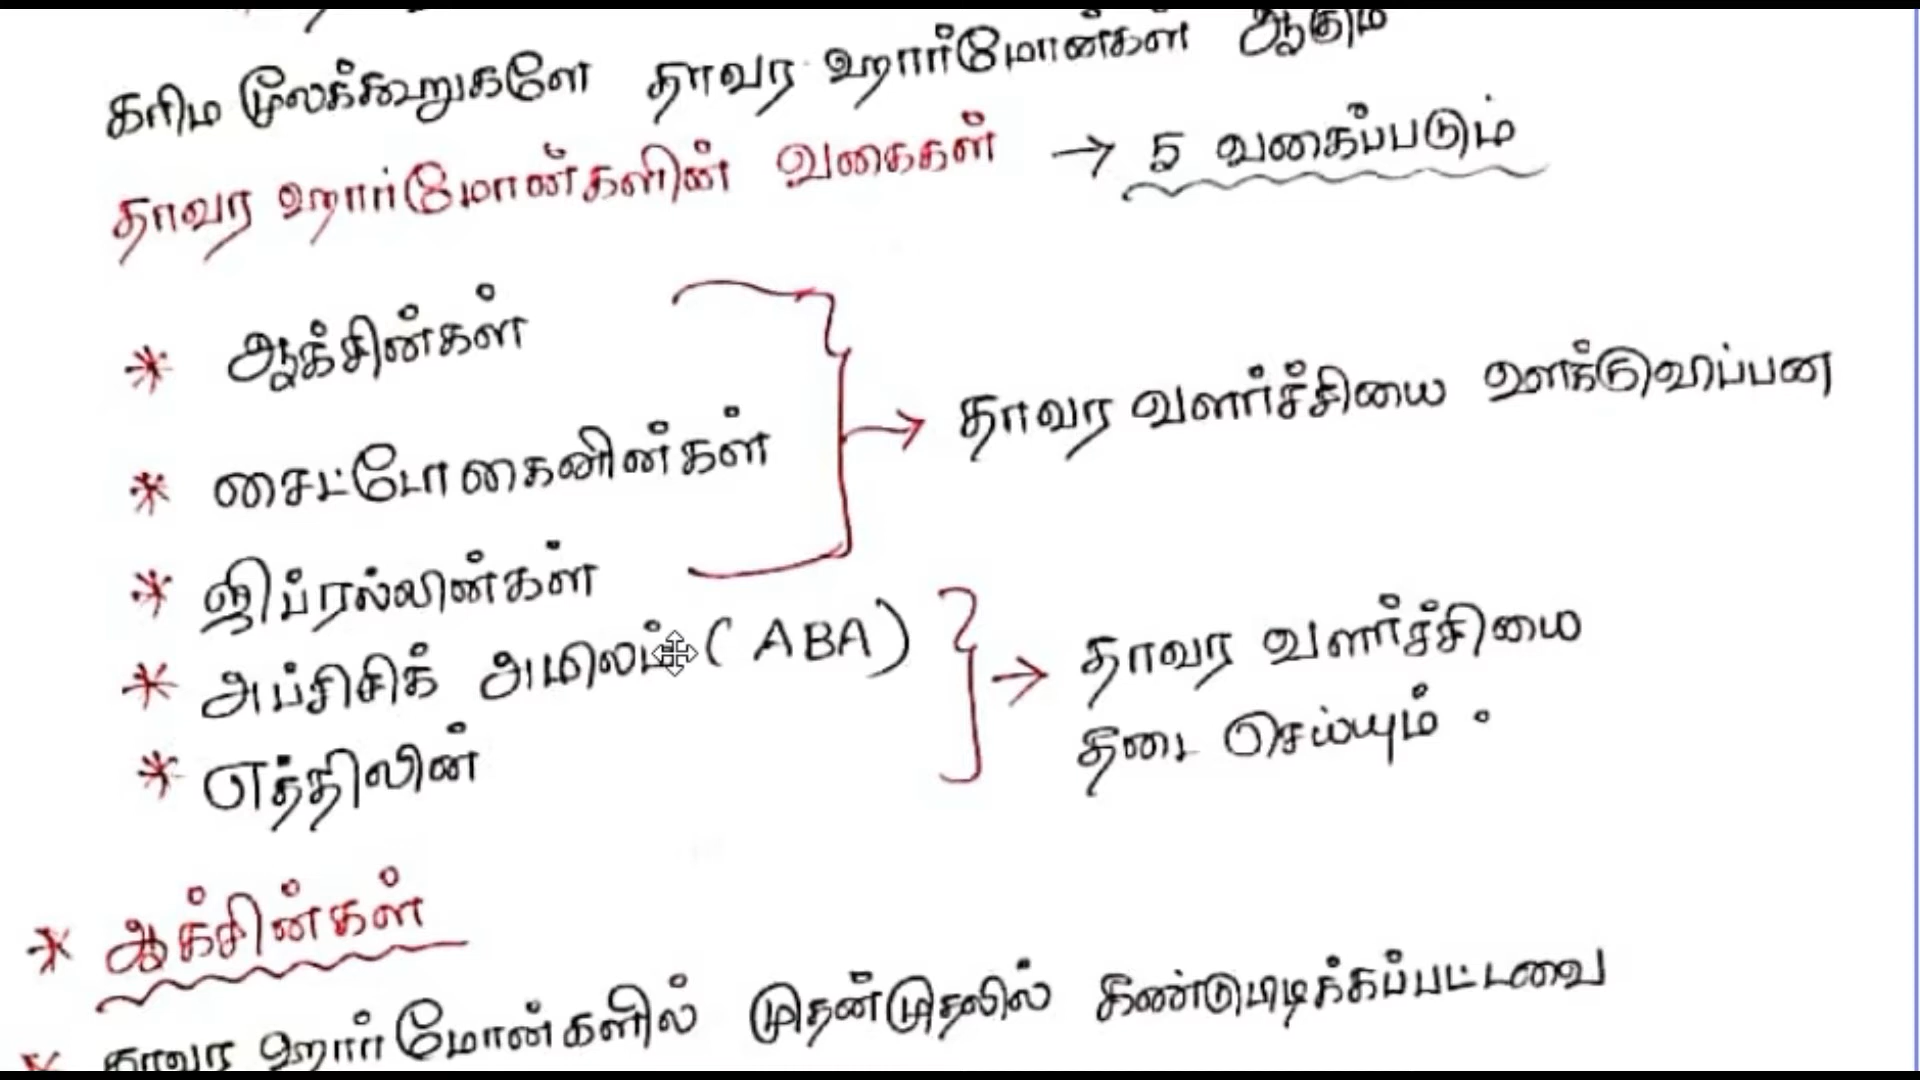 கரிம மூலக்கூறுகளே தாவர ஹார்மோன்கள் ஆகும்
தாவர ஹார்மோன்களின் வகைகள் → 5 வகைப்படும்
* ஆக்சின்கள்
* சைட்டோகைனின்கள்
* ஜிப்ரல்லின்கள்
→ தாவர வளர்ச்சியை ஊக்குவிப்பன
* அப்சிசிக் அமிலம் (ABA)
* எத்திலின்
→ தாவர வளர்ச்சிமை
தடை செய்யும்.
* ஆக்சின்கள்
* தாவர ஹார்மோன்களில் முதன்முதலில் கண்டுபிடிக்கப்பட்டவை